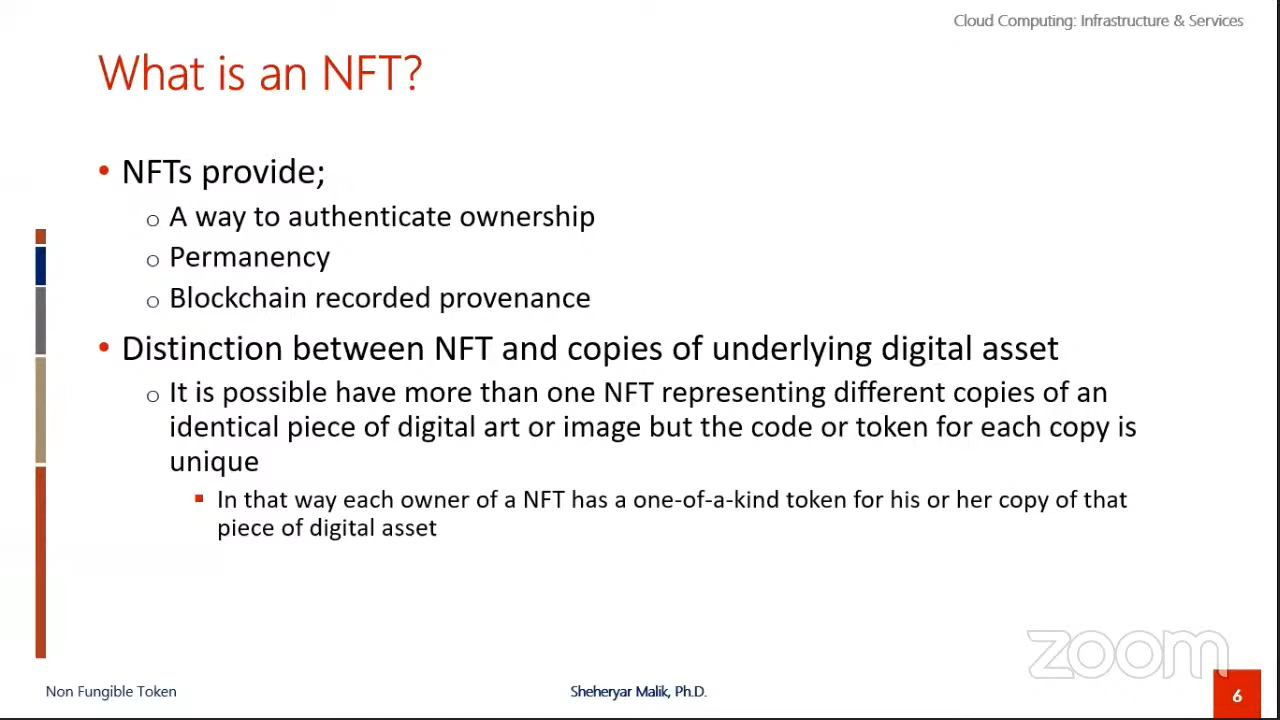 Cloud Computing: Infrastructure & Services
What is an NFT?
• NFTs provide;
o A way to authenticate ownership
o Permanency
o Blockchain recorded provenance
• Distinction between NFT and copies of underlying digital asset
o It is possible have more than one NFT representing different copies of an
identical piece of digital art or image but the code or token for each copy is
unique
▪ In that way each owner of a NFT has a one-of-a-kind token for his or her copy of that
piece of digital asset
zoom
Non Fungible Token
Sheheryar Malik, Ph.D.
6